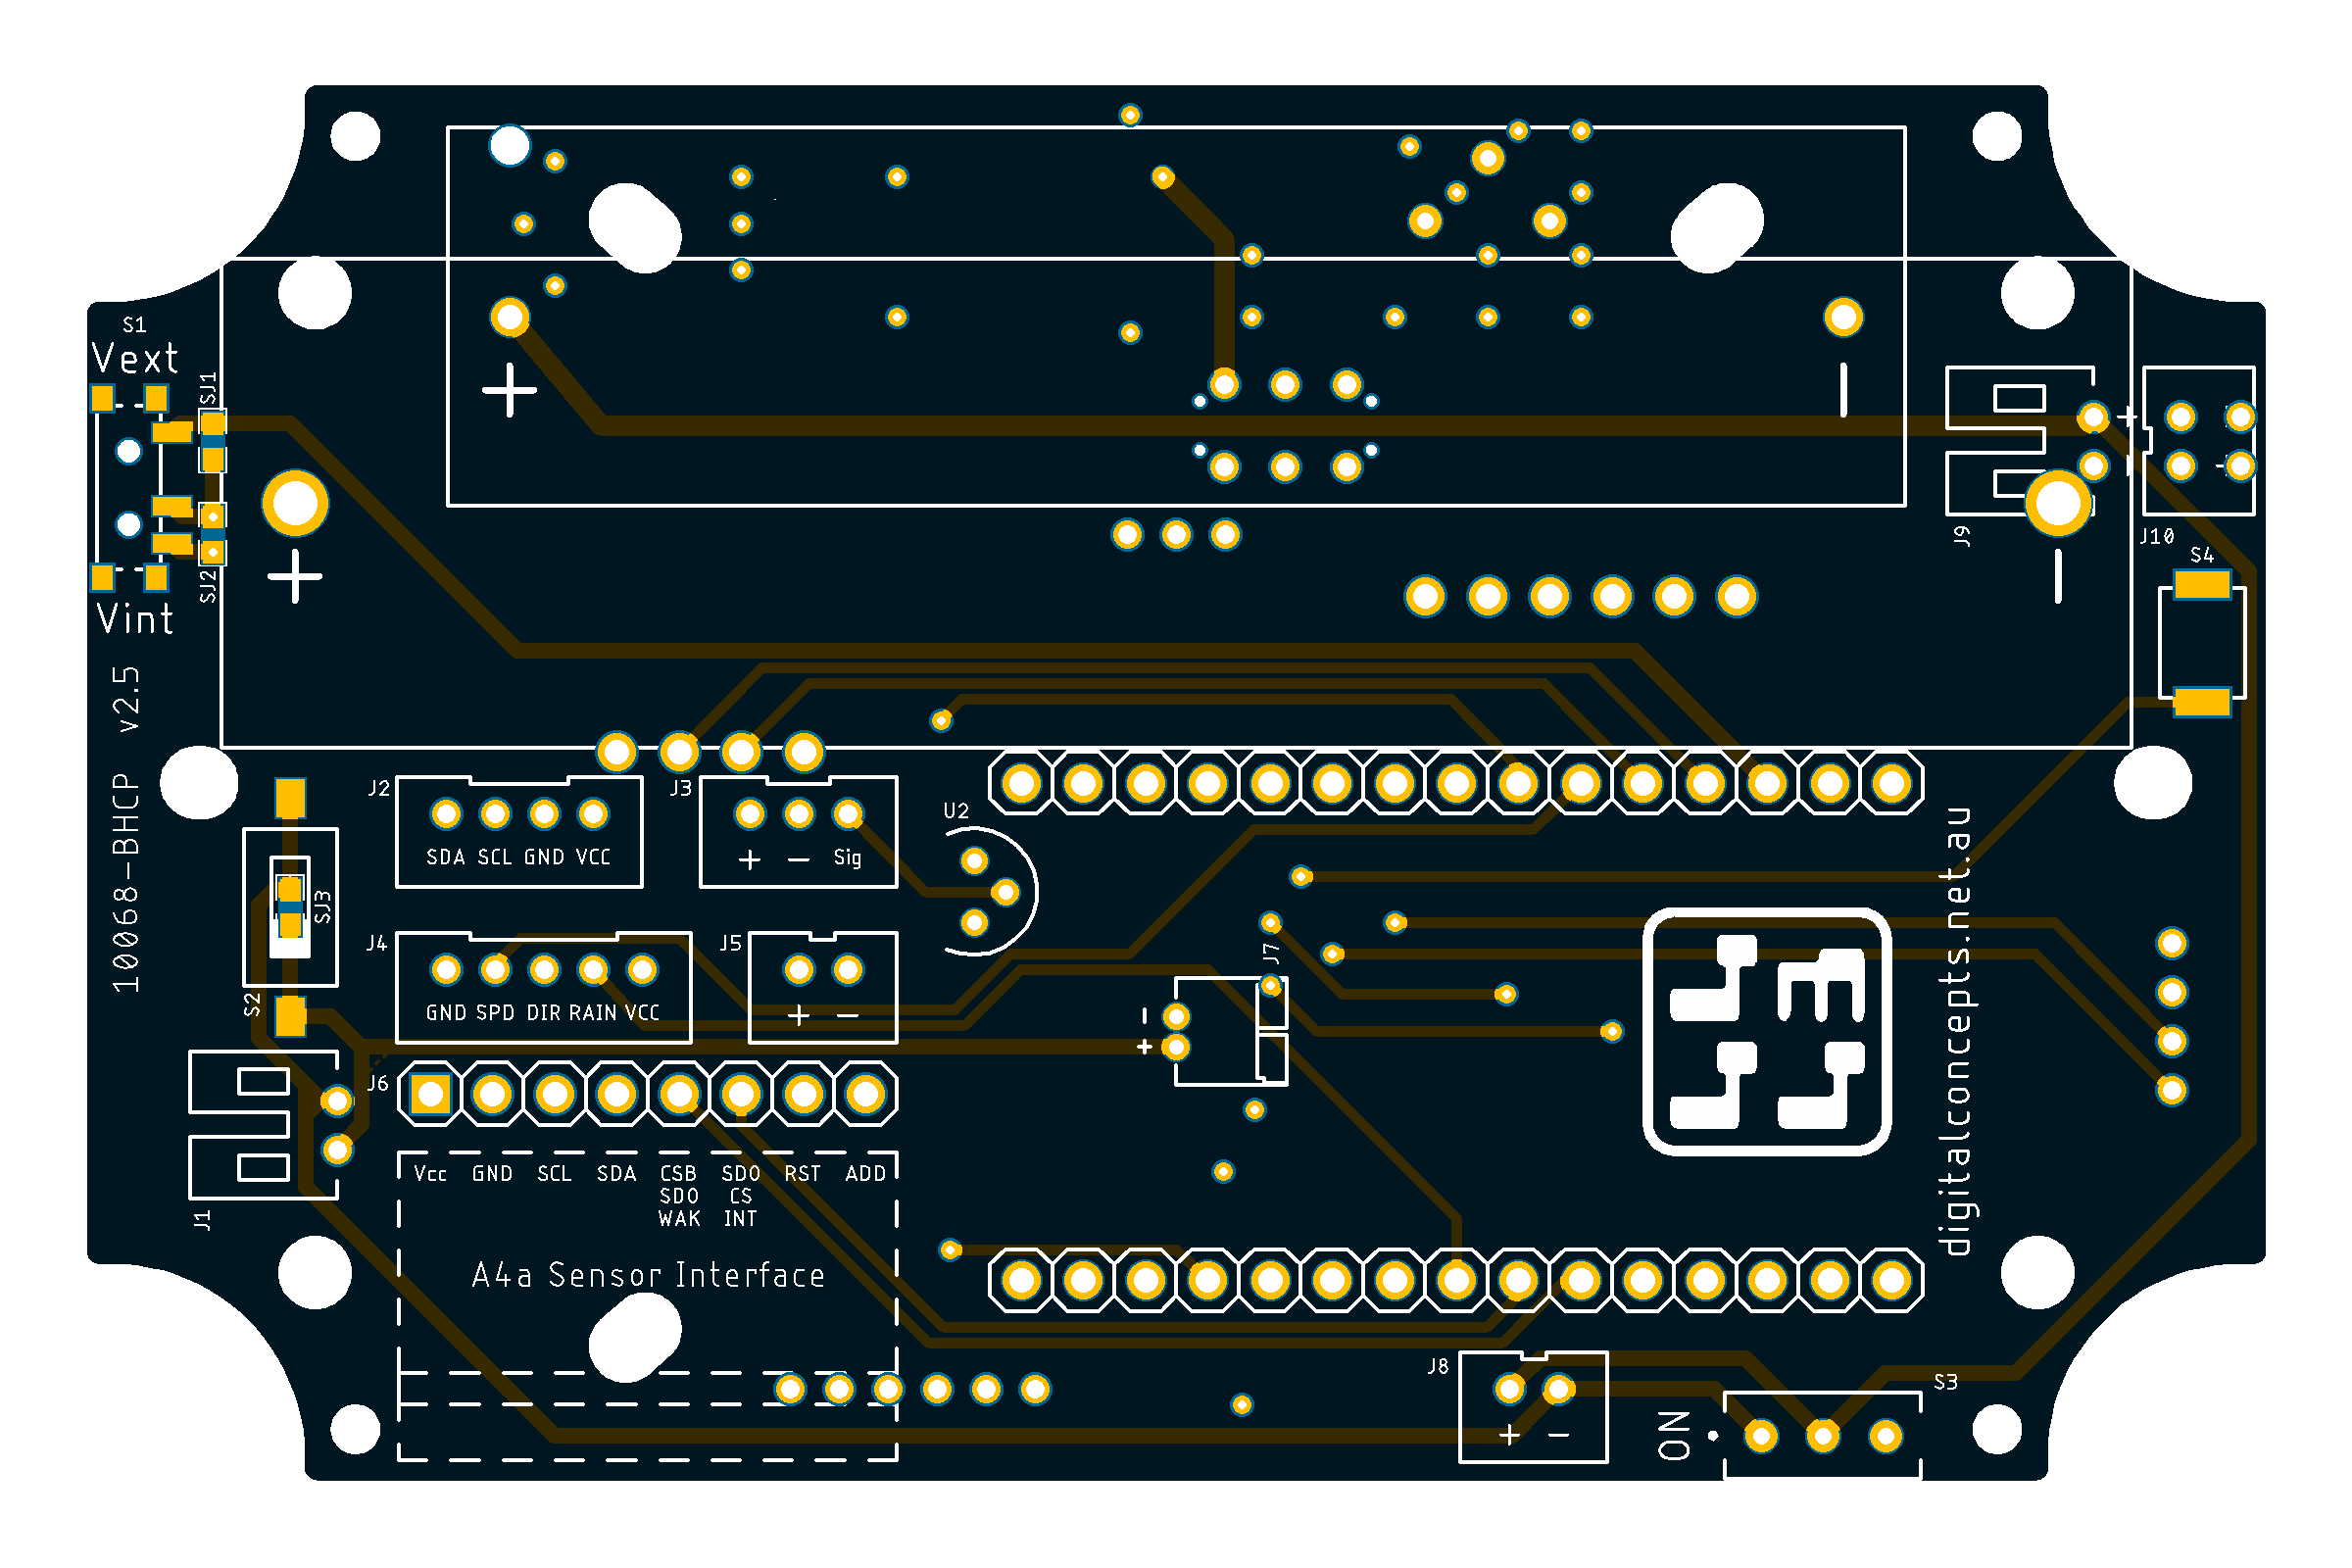 S1
Vext
SJ1
+
−
+
SJ2
+
−
Vint
J9
J10
S4
10068-BHCP v2.5
J2
SDA SCL GND VCC
J3
+ − Sig
U2
SJ3
S2
J4
GND SPD DIR RAIN VCC
J5
+ −
J7
−
+
digitalconcepts.net.au
J6
Vcc GND SCL SDA CSB SDO RST ADD
SDO CS
WAK INT
J1
A4a Sensor Interface
J8
+ −
S3
ON